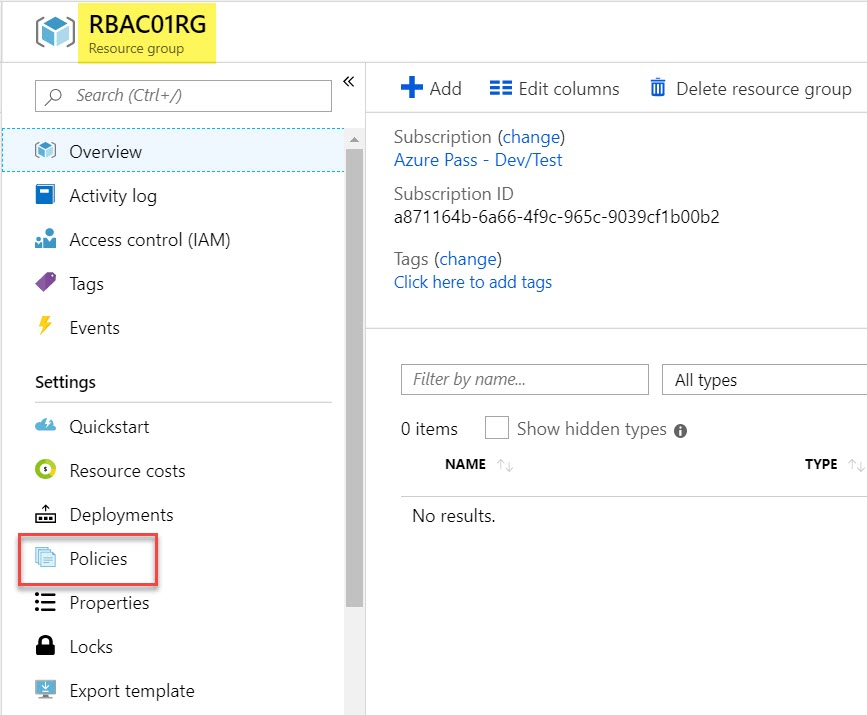 RBAC01RG
Resource group
Search (Ctrl+/)
Overview
Activity log
Access control (IAM)
Tags
Events
Settings
Quickstart
Resource costs
Deployments
Policies
Properties
Locks
Export template
Add Edit columns Delete resource group
Subscription (change)
Azure Pass - Dev/Test
Subscription ID
a871164b-6a66-4f9c-965c-9039cf1b00b2
Tags (change)
Click here to add tags
Filter by name... All types
0 items Show hidden types
NAME TYPE
No results.